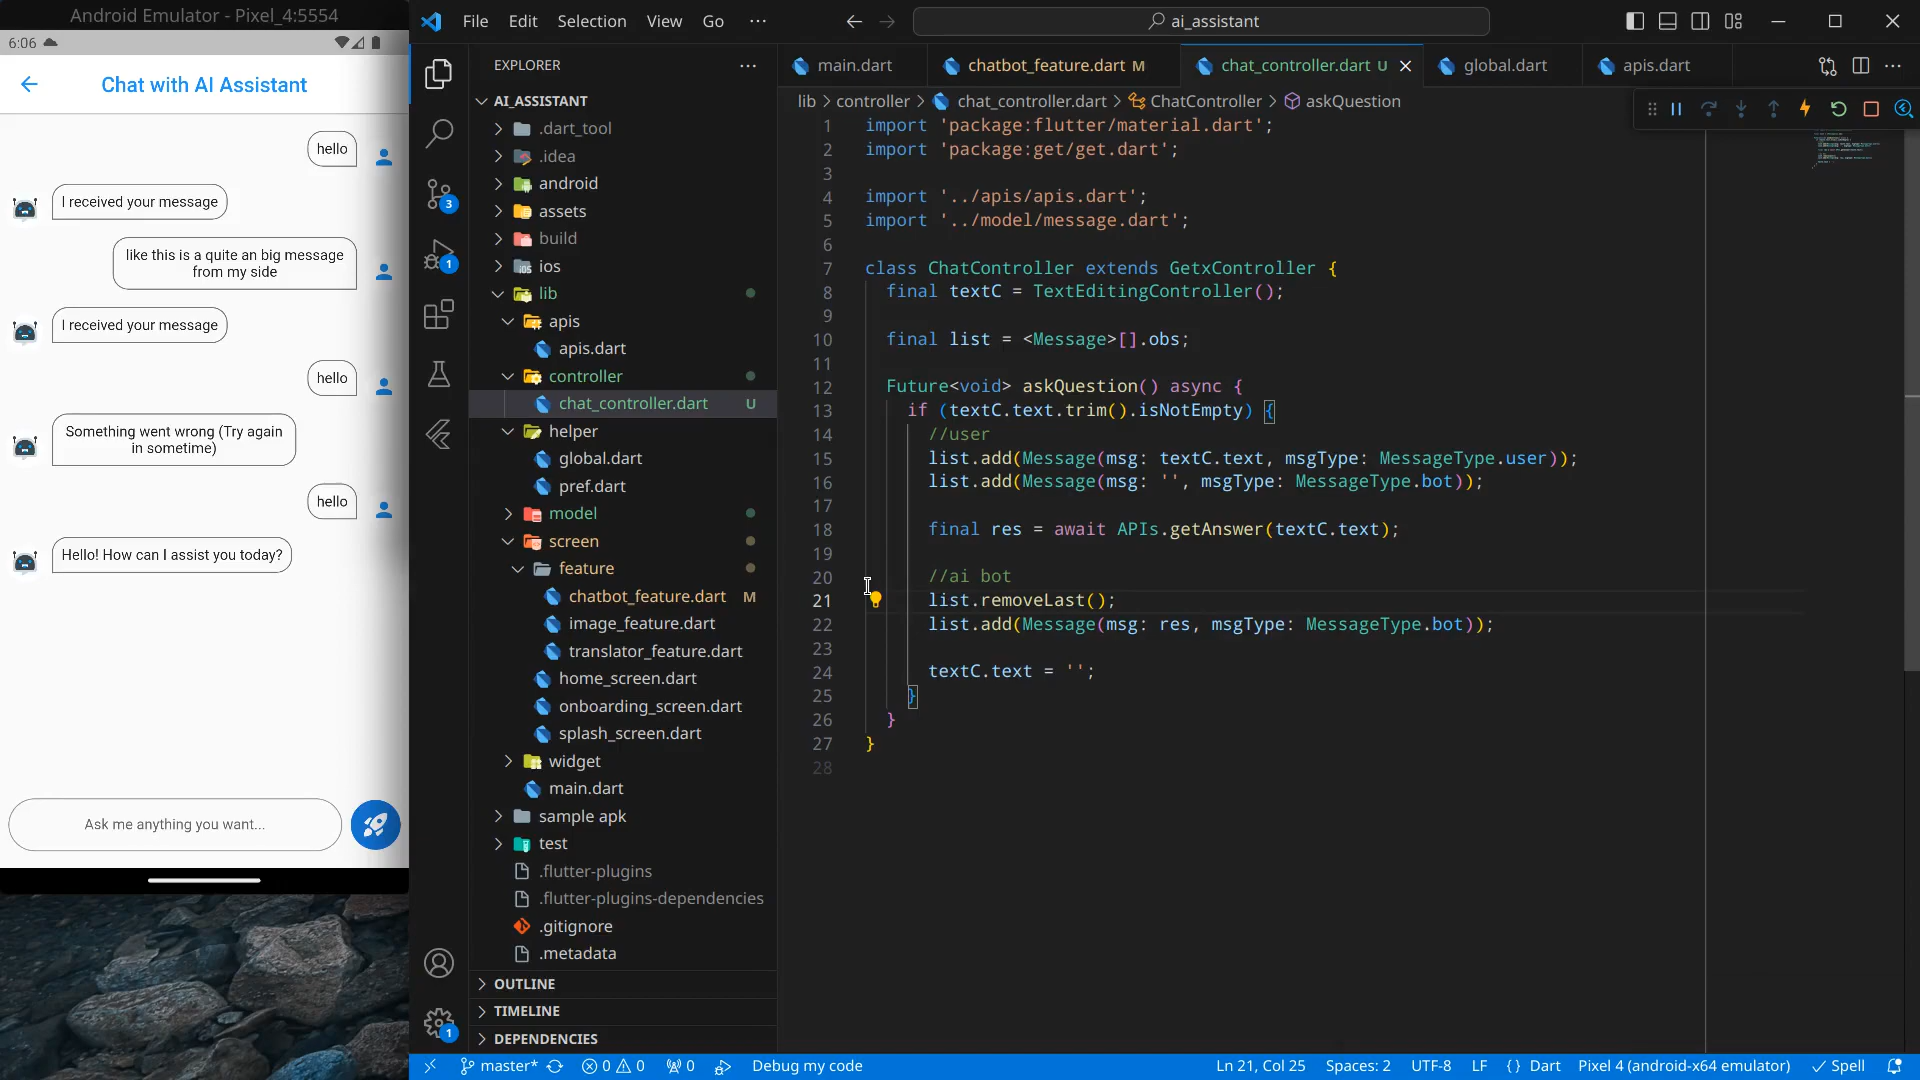 Android Emulator - Pixel_4:5554
6:06
Chat with AI Assistant
hello
I received your message
like this is a quite an big message
from my side
I received your message
hello
Something went wrong (Try again
in sometime)
hello
Hello! How can I assist you today?
Ask me anything you want...
File Edit Selection View Go ···
ai_assistant
EXPLORER
AI_ASSISTANT
.dart_tool
.idea
android
assets
build
ios
lib
apis
apis.dart
controller
chat_controller.dart U
helper
global.dart
pref.dart
model
screen
feature
chatbot_feature.dart M
image_feature.dart
translator_feature.dart
home_screen.dart
onboarding_screen.dart
splash_screen.dart
widget
main.dart
sample apk
test
.flutter-plugins
.flutter-plugins-dependencies
.gitignore
.metadata
OUTLINE
TIMELINE
DEPENDENCIES
3
1
1
main.dart chatbot_feature.dart M chat_controller.dart U global.dart apis.dart
lib > controller > chat_controller.dart > ChatController > askQuestion
1 import 'package:flutter/material.dart';
2 import 'package:get/get.dart';
3
4 import '../apis/apis.dart';
5 import '../model/message.dart';
6
7 class ChatController extends GetxController {
8 final textC = TextEditingController();
9
10 final list = <Message>[].obs;
11
12 Future<void> askQuestion() async {
13 if (textC.text.trim().isNotEmpty) {
14 //user
15 list.add(Message(msg: textC.text, msgType: MessageType.user));
16 list.add(Message(msg: '', msgType: MessageType.bot));
17
18 final res = await APIs.getAnswer(textC.text);
19
20 //ai bot
21 list.removeLast();
22 list.add(Message(msg: res, msgType: MessageType.bot));
23
24 textC.text = '';
25 }
26 }
27 }
28
master* 0 0 0 Debug my code Ln 21, Col 25 Spaces: 2 UTF-8 LF {} Dart Pixel 4 (android-x64 emulator) Spell